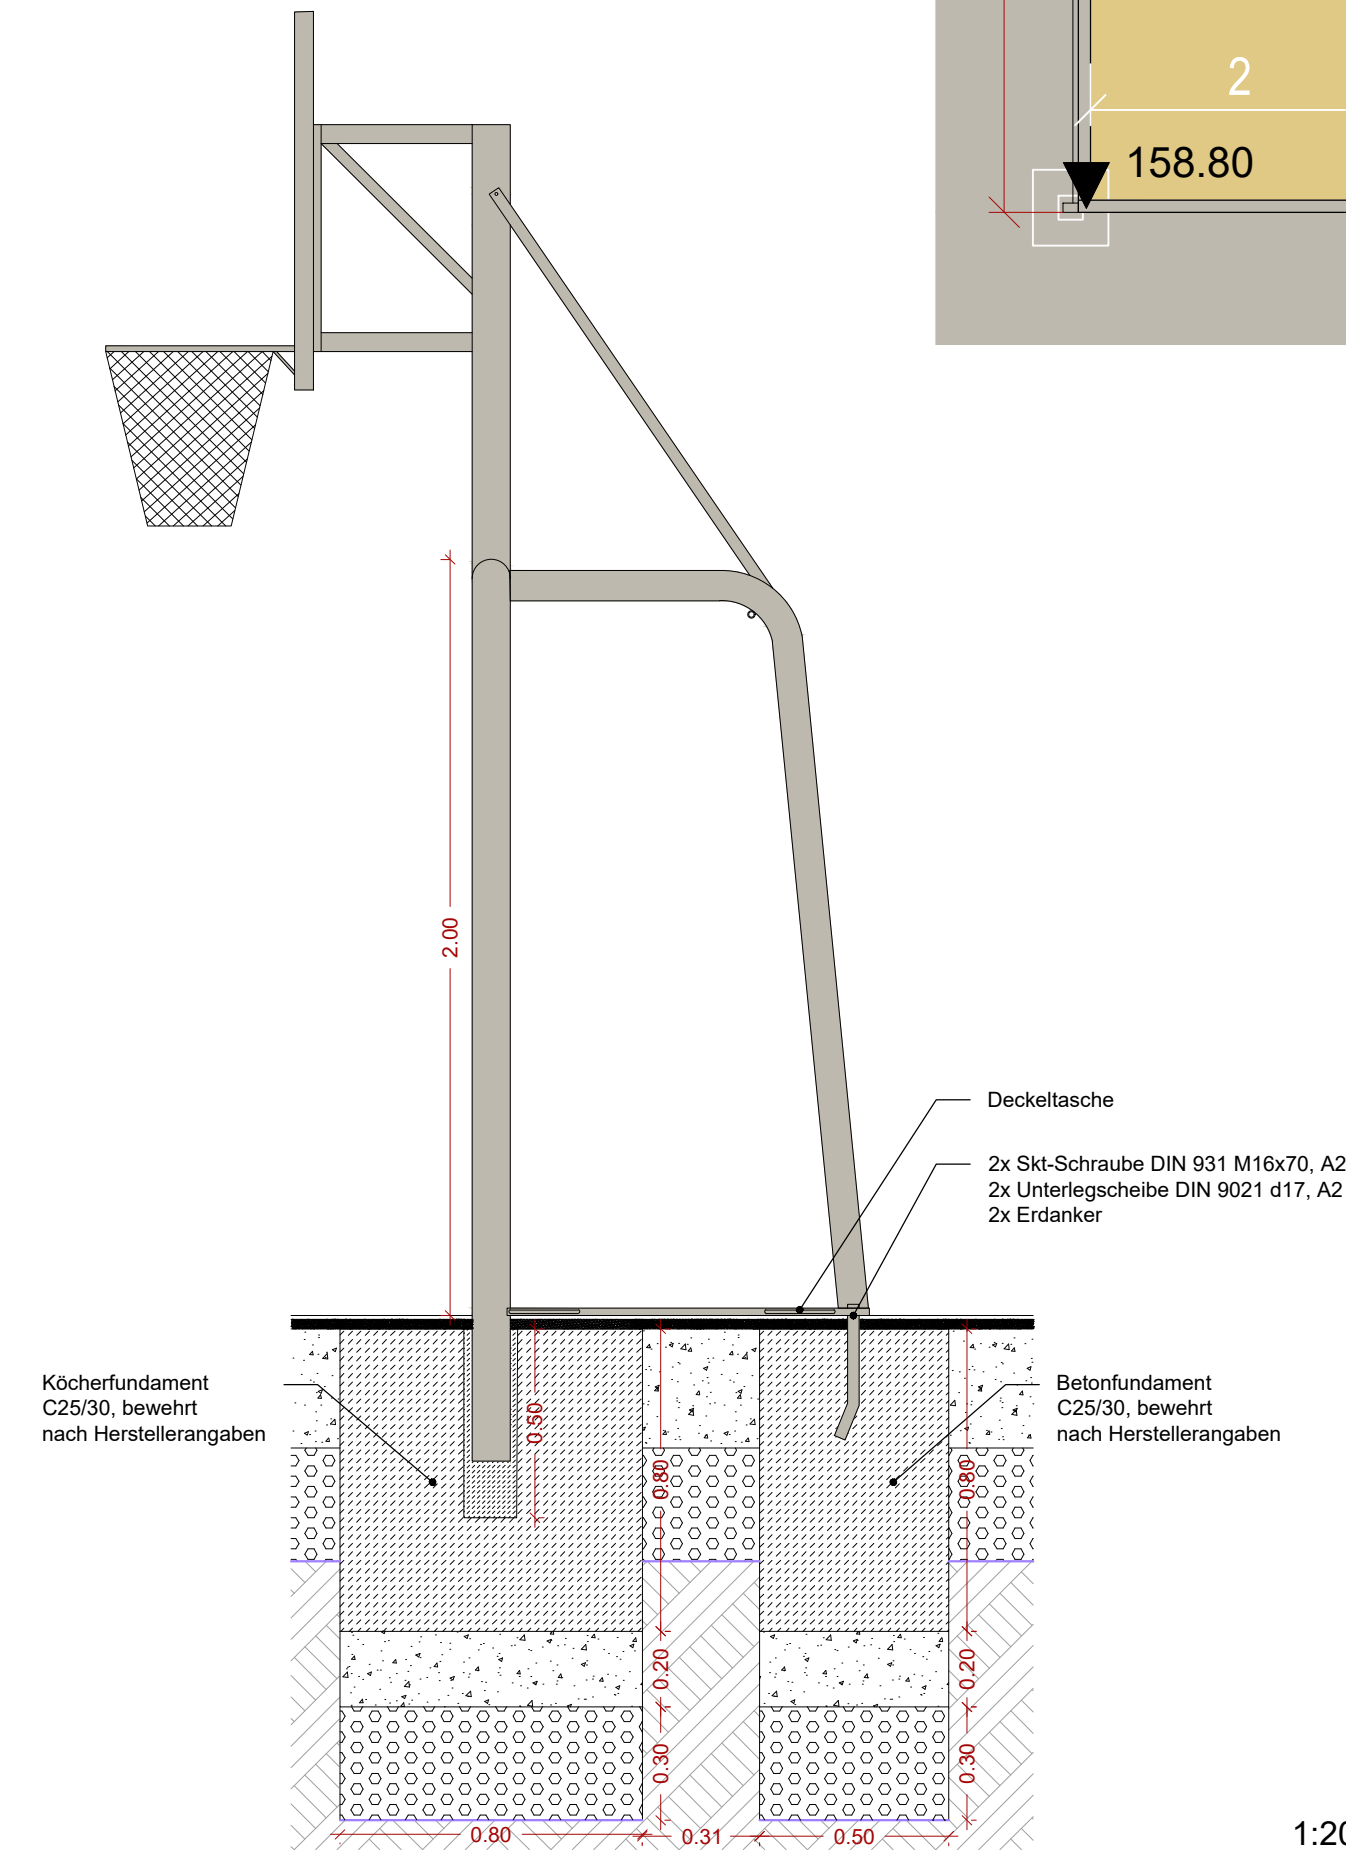 2
158.80
2.00
Deckeltasche
2x Skt-Schraube DIN 931 M16x70, A2
2x Unterlegscheibe DIN 9021 d17, A2
2x Erdanker
Köcherfundament
C25/30, bewehrt
nach Herstellerangaben
0.50
0.80
0.80
Betonfundament
C25/30, bewehrt
nach Herstellerangaben
0.20
0.20
0.30
0.30
0.80
0.31
0.50
1:20